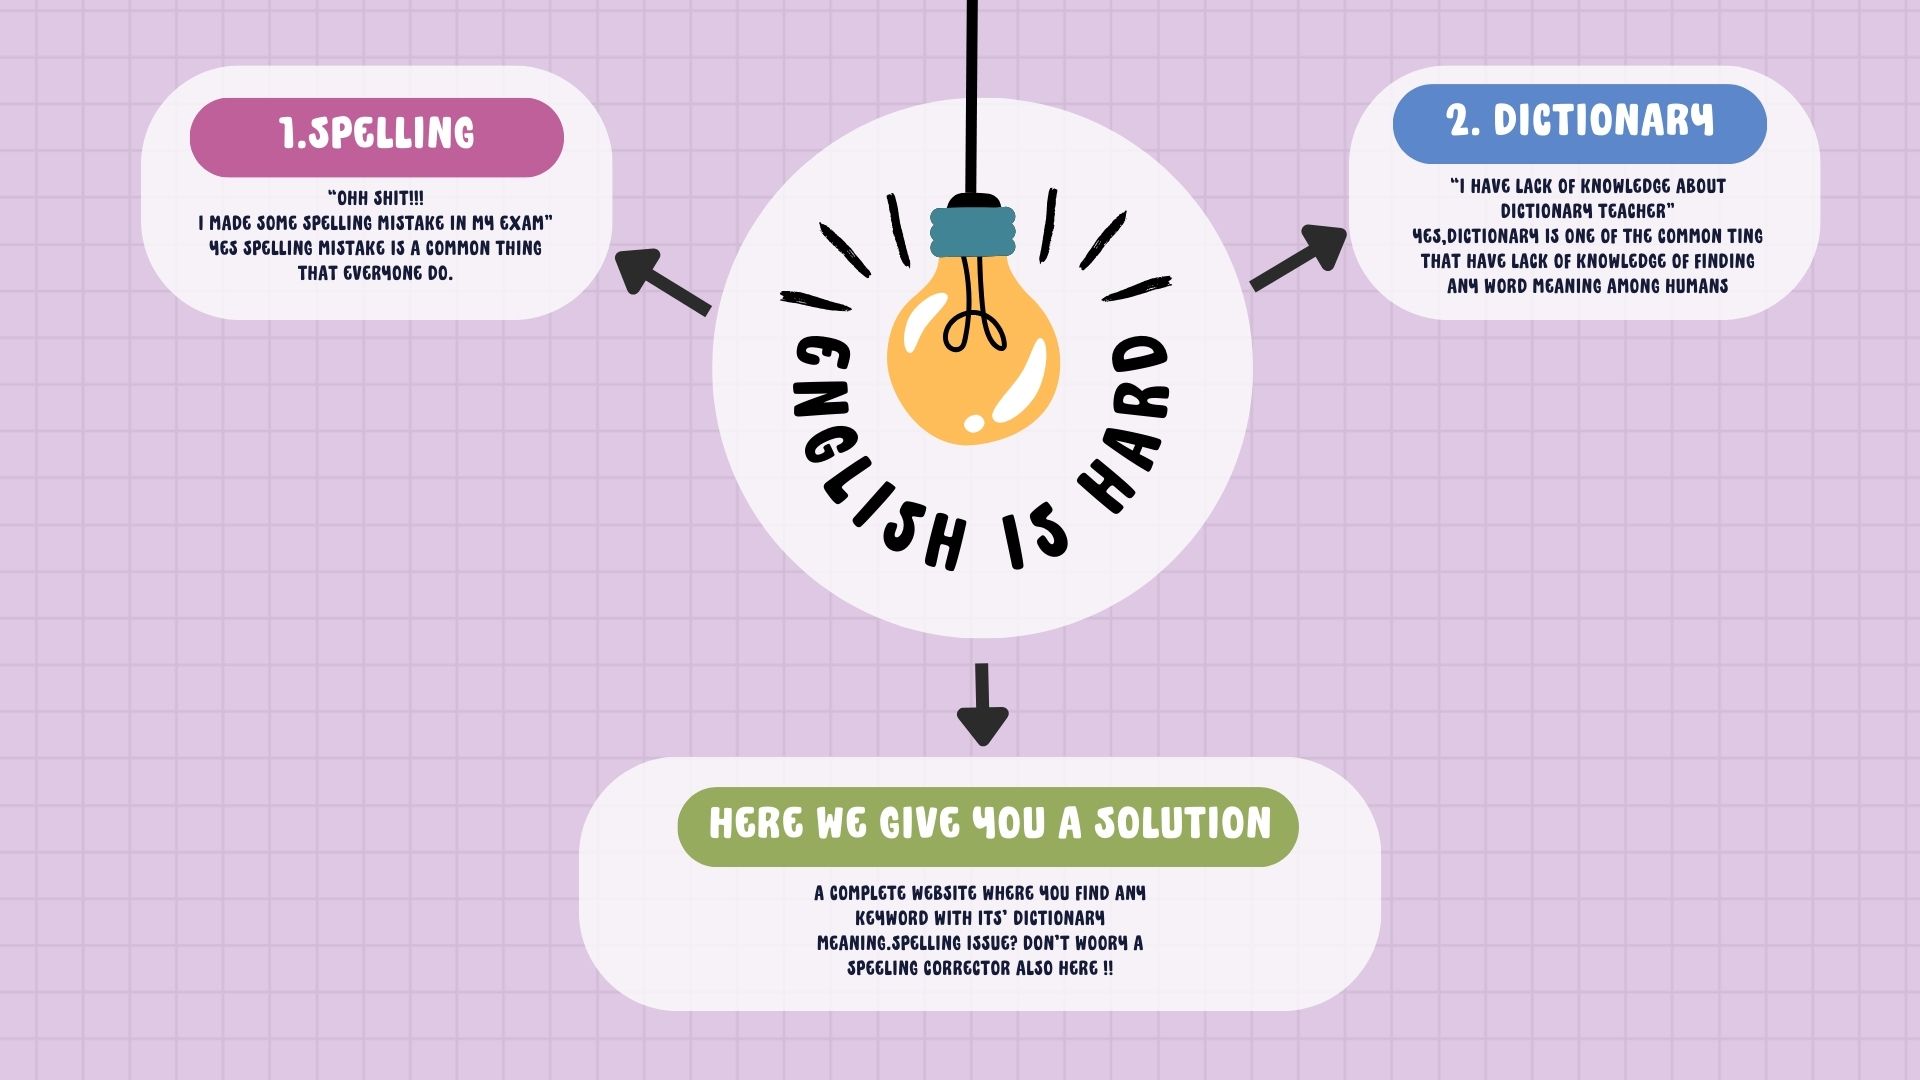 1.SPELLING
"OHH SHIT!!!
I MADE SOME SPELLING MISTAKE IN MY EXAM"
YES SPELLING MISTAKE IS A COMMON THING
THAT EVERYONE DO.
ENGLISH IS HARD
2. DICTIONARY
"I HAVE LACK OF KNOWLEDGE ABOUT
DICTIONARY TEACHER"
YES,DICTIONARY IS ONE OF THE COMMON TING
THAT HAVE LACK OF KNOWLEDGE OF FINDING
ANY WORD MEANING AMONG HUMANS
HERE WE GIVE YOU A SOLUTION
A COMPLETE WEBSITE WHERE YOU FIND ANY
KEYWORD WITH ITS' DICTIONARY
MEANING.SPELLING ISSUE? DON'T WOORY A
SPEELING CORRECTOR ALSO HERE !!